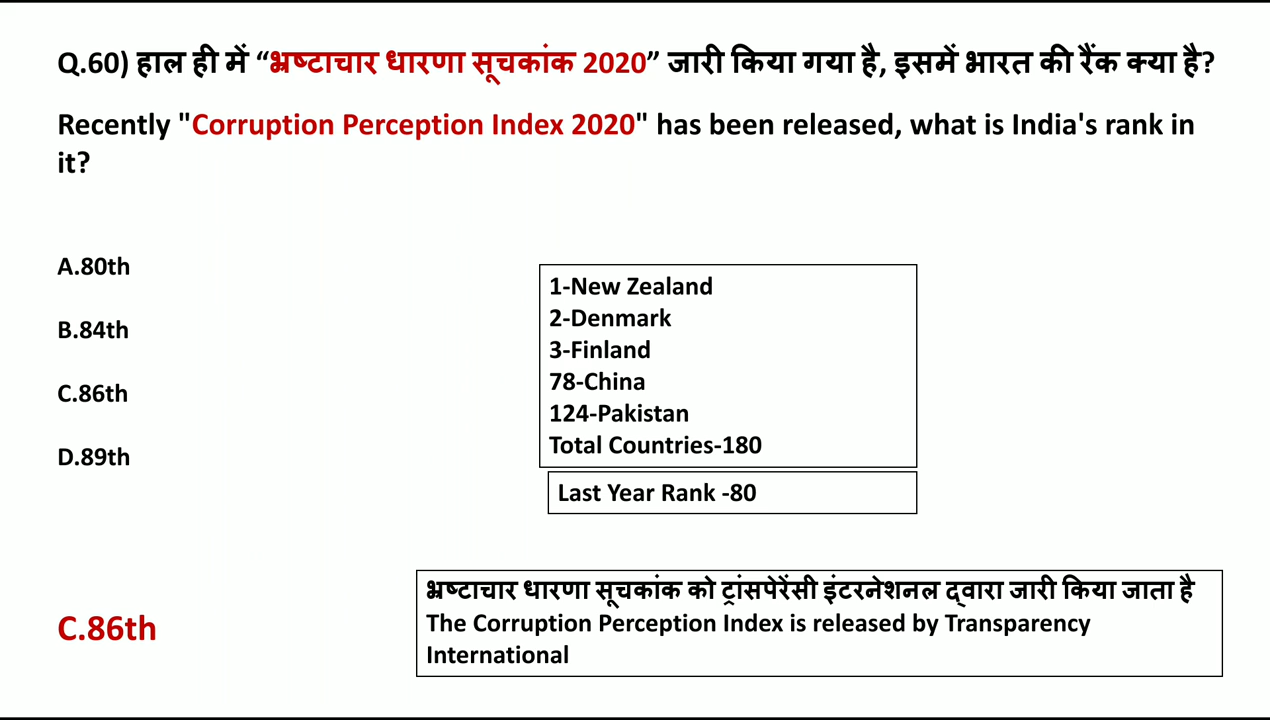 Q.60) हाल ही में “भ्रष्टाचार धारणा सूचकांक 2020” जारी किया गया है, इसमें भारत की रैंक क्या है?
Recently "Corruption Perception Index 2020" has been released, what is India's rank in
it?
A.80th
B.84th
C.86th
D.89th
1-New Zealand
2-Denmark
3-Finland
78-China
124-Pakistan
Total Countries-180
Last Year Rank -80
C.86th
भ्रष्टाचार धारणा सूचकांक को ट्रांसपेरेंसी इंटरनेशनल द्वारा जारी किया जाता है
The Corruption Perception Index is released by Transparency
International